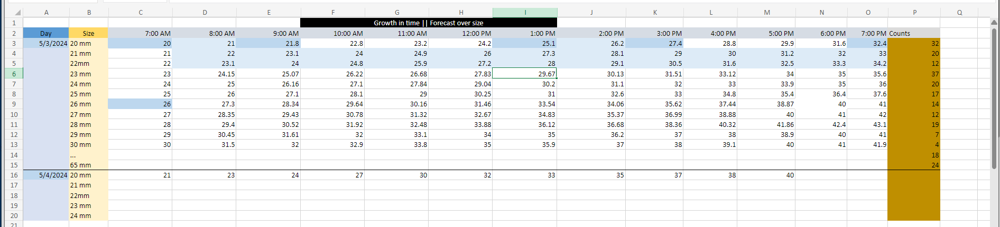 A B C D E F G H I J K L M N O P Q
1 Growth in time || Forecast over size
2 Day Size 7:00 AM 8:00 AM 9:00 AM 10:00 AM 11:00 AM 12:00 PM 1:00 PM 2:00 PM 3:00 PM 4:00 PM 5:00 PM 6:00 PM 7:00 PM Counts
3 5/3/2024 20 mm 20 21 21.8 22.8 23.2 24.2 25.1 26.2 27.4 28.8 29.9 31.6 32.4 32
4 21 mm 21 22 23.1 24 24.9 26 27.3 28.1 29 30 31.2 32 33 20
5 22mm 22 23.1 24 24.8 25.9 27.2 28 29.1 30.5 31.6 32.5 33.3 34.2 12
6 23 mm 23 24.15 25.07 26.22 26.68 27.83 29.67 30.13 31.51 33.12 34 35 35.6 37
7 24 mm 24 25 26.16 27.1 27.84 29.04 30.2 31.1 32 33 33.9 35 36 20
8 25 mm 25 26 27.1 28.1 29 30.25 31 32.6 33 34.8 35.4 36.4 37.6 17
9 26 mm 26 27.3 28.34 29.64 30.16 31.46 33.54 34.06 35.62 37.44 38.87 40 41 14
10 27 mm 27 28.35 29.43 30.78 31.32 32.67 34.83 35.37 36.99 38.88 40 41 42 12
11 28 mm 28 29.4 30.52 31.92 32.48 33.88 36.12 36.68 38.36 40.32 41.86 42.4 43.1 19
12 29 mm 29 30.45 31.61 32 33.1 34 35 36.2 37 38 38.9 40 41 7
13 30 mm 30 31.5 32 32.9 33.8 35 35.9 37 38 39.1 40 41 41.9 4
14 ... 18
15 65 mm 24
16 5/4/2024 20 mm 21 23 24 27 30 32 33 35 37 38 40
17 21 mm
18 22mm
19 23 mm
20 24 mm
21